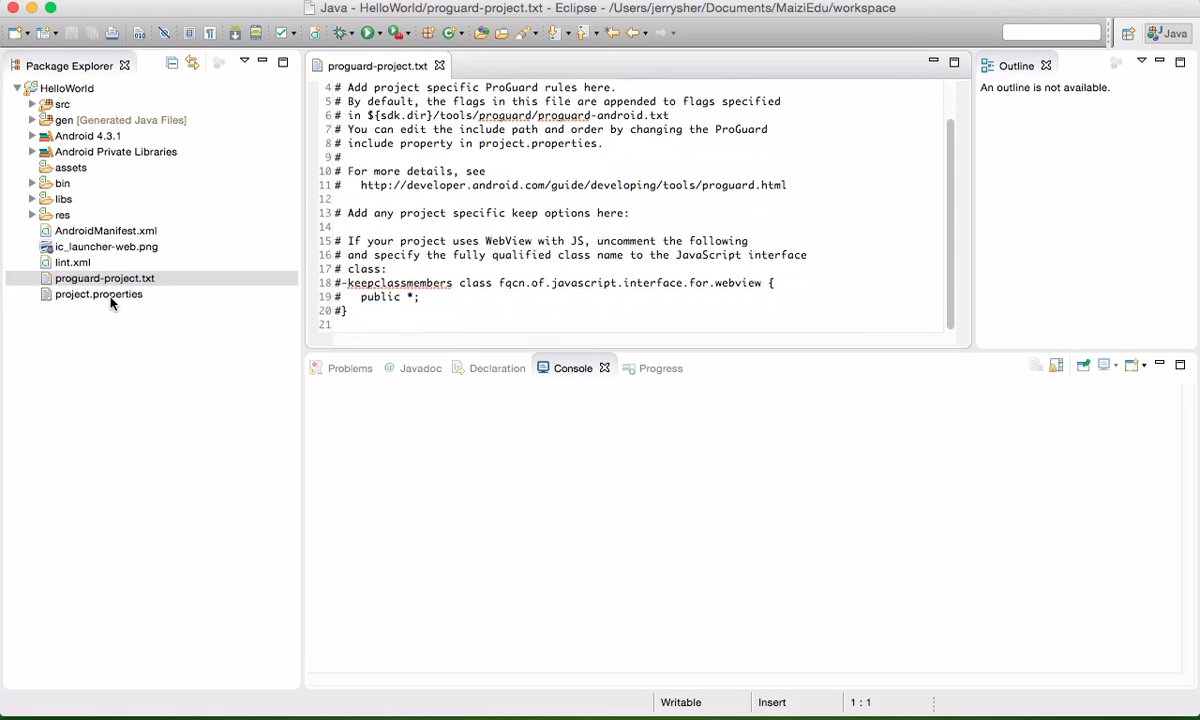 Java - HelloWorld/proguard-project.txt - Eclipse - /Users/jerrysher/Documents/MaiziEdu/workspace
Java
Package Explorer
HelloWorld
src
gen [Generated Java Files]
Android 4.3.1
Android Private Libraries
assets
bin
libs
res
AndroidManifest.xml
ic_launcher-web.png
lint.xml
proguard-project.txt
project.properties
proguard-project.txt
4 # Add project specific ProGuard rules here.
5 # By default, the flags in this file are appended to flags specified
6 # in ${sdk.dir}/tools/proguard/proguard-android.txt
7 # You can edit the include path and order by changing the ProGuard
8 # include property in project.properties.
9 #
10 # For more details, see
11 #   http://developer.android.com/guide/developing/tools/proguard.html
12
13 # Add any project specific keep options here:
14
15 # If your project uses WebView with JS, uncomment the following
16 # and specify the fully qualified class name to the JavaScript interface
17 # class:
18 #-keepclassmembers class fqcn.of.javascript.interface.for.webview {
19 #   public *;
20 #}
21
Outline
An outline is not available.
Problems
@ Javadoc
Declaration
Console
Progress
Writable
Insert
1 : 1